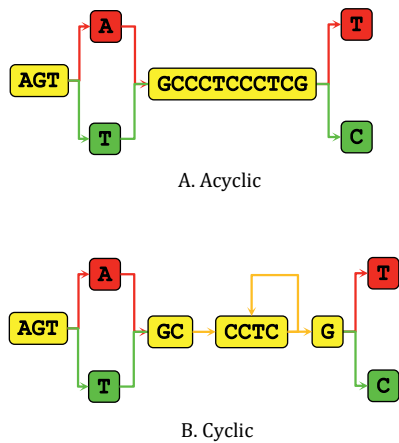 A T
AGT GCCCTCCCTCG
T C
A. Acyclic
A T
AGT GC CCTC G
T C
B. Cyclic